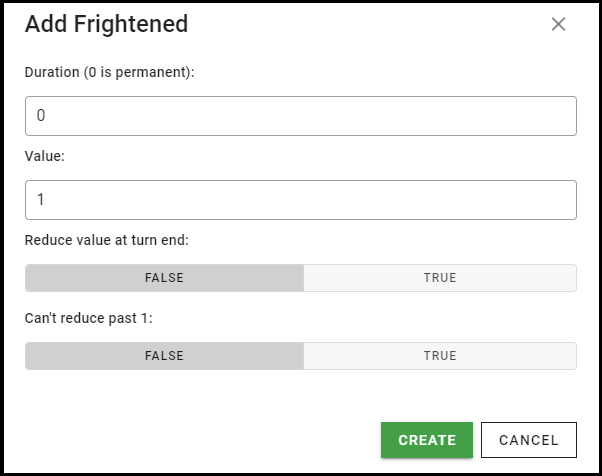 Add Frightened
Duration (0 is permanent):
0
Value:
1
Reduce value at turn end:
FALSE TRUE
Can't reduce past 1:
FALSE TRUE
CREATE CANCEL